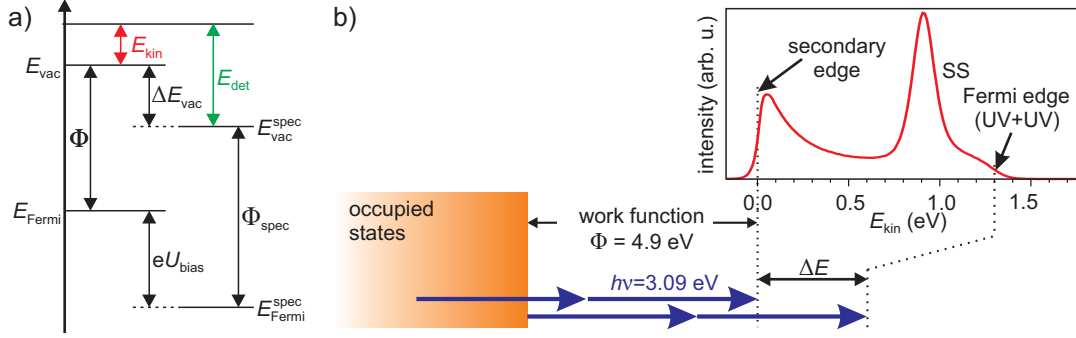 a)
E_kin
E_vac
ΔE_vac
E_det
E_vac^spec
Φ
E_Fermi
Φ_spec
eU_bias
E_Fermi^spec
b)
intensity (arb. u.)
secondary
edge
SS
Fermi edge
(UV+UV)
0.0
0.5
1.0
1.5
E_kin (eV)
occupied
states
work function
Φ = 4.9 eV
hν=3.09 eV
ΔE